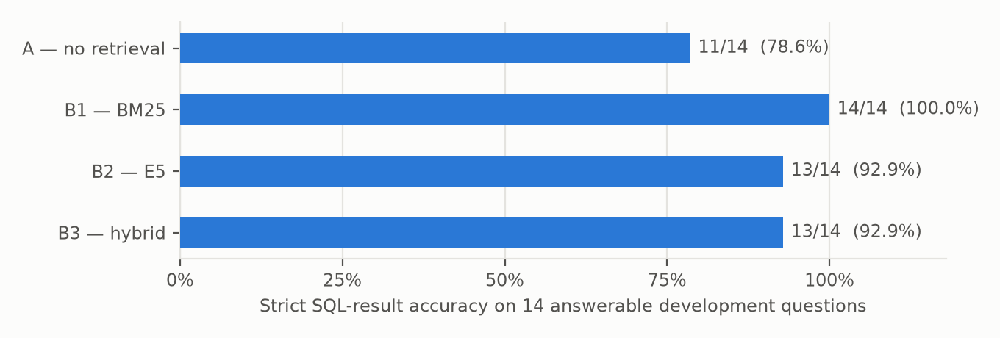 A — no retrieval 11/14 (78.6%)
B1 — BM25 14/14 (100.0%)
B2 — E5 13/14 (92.9%)
B3 — hybrid 13/14 (92.9%)
0% 25% 50% 75% 100%
Strict SQL-result accuracy on 14 answerable development questions